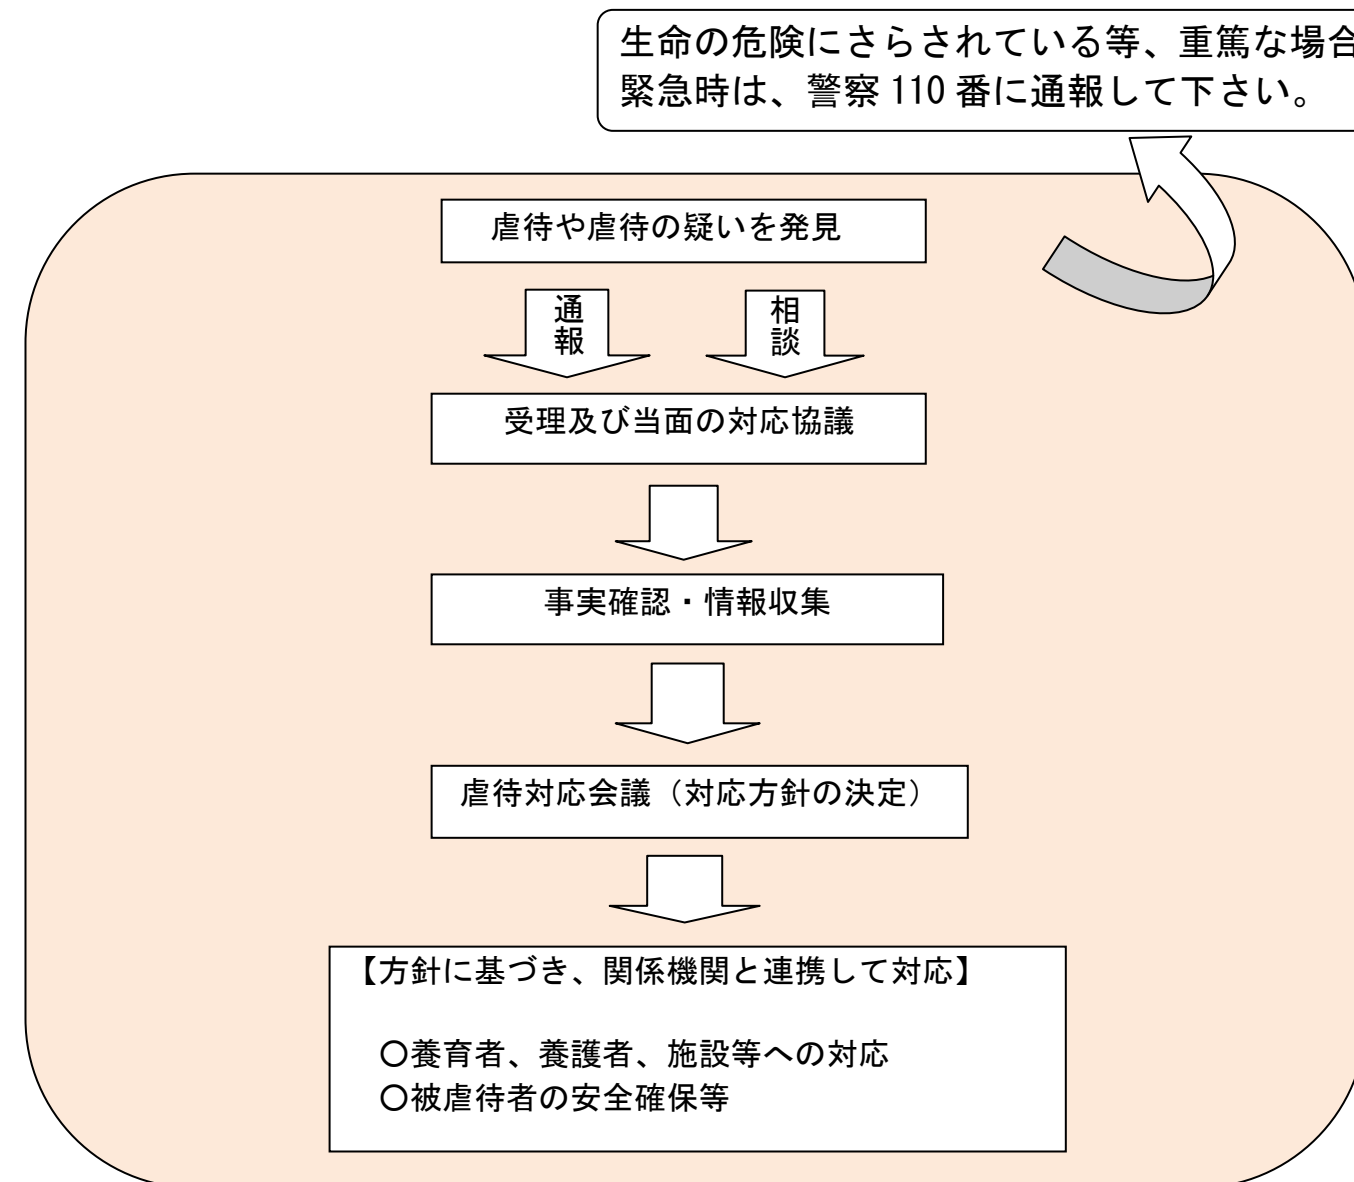 生命の危険にさらされている等、重篤な場合
緊急時は、警察 110 番に通報して下さい。
虐待や虐待の疑いを発見
通報
相談
受理及び当面の対応協議
事実確認・情報収集
虐待対応会議（対応方針の決定）
【方針に基づき、関係機関と連携して対応】
〇養育者、養護者、施設等への対応
〇被虐待者の安全確保等